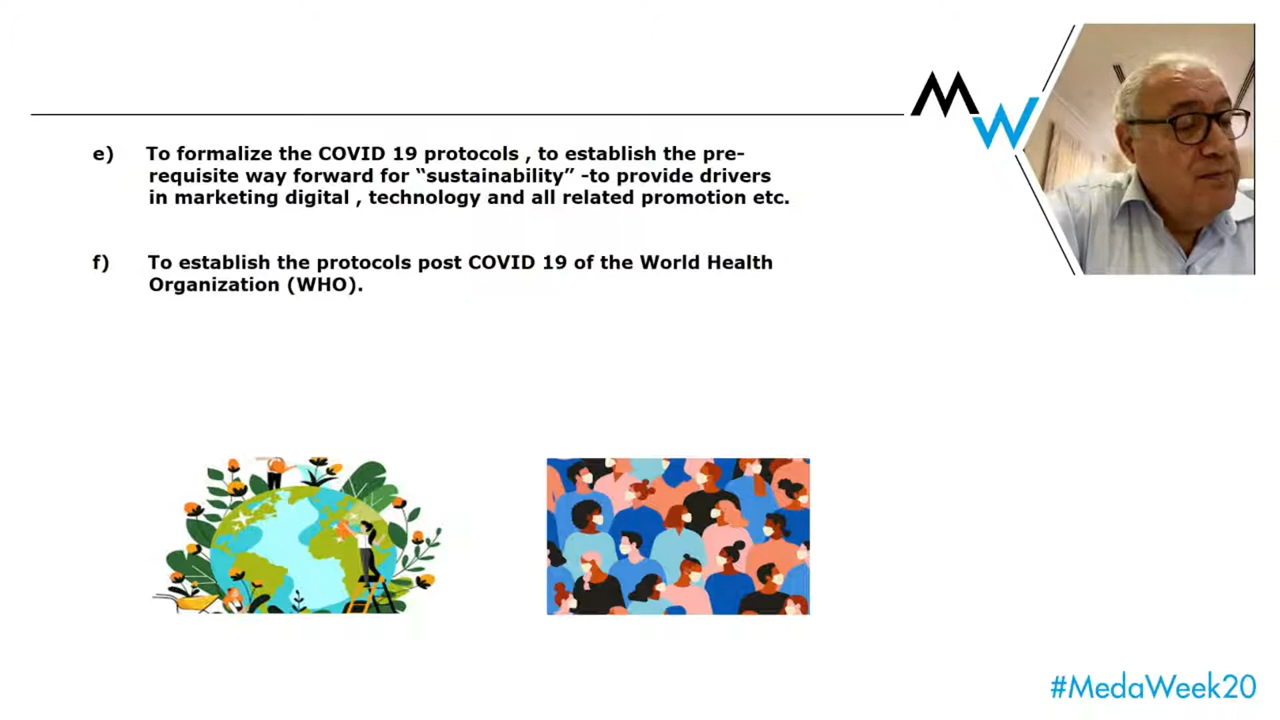 MW
e) To formalize the COVID 19 protocols , to establish the pre-
requisite way forward for “sustainability” -to provide drivers
in marketing digital , technology and all related promotion etc.
f) To establish the protocols post COVID 19 of the World Health
Organization (WHO).
#MedaWeek20